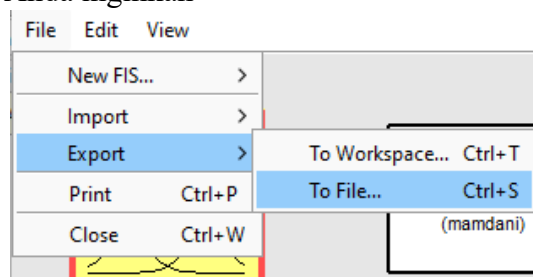 File Edit View
New FIS... >
Import >
Export >
To Workspace... Ctrl+T
Print Ctrl+P
To File... Ctrl+S
Close Ctrl+W
(mamdani)